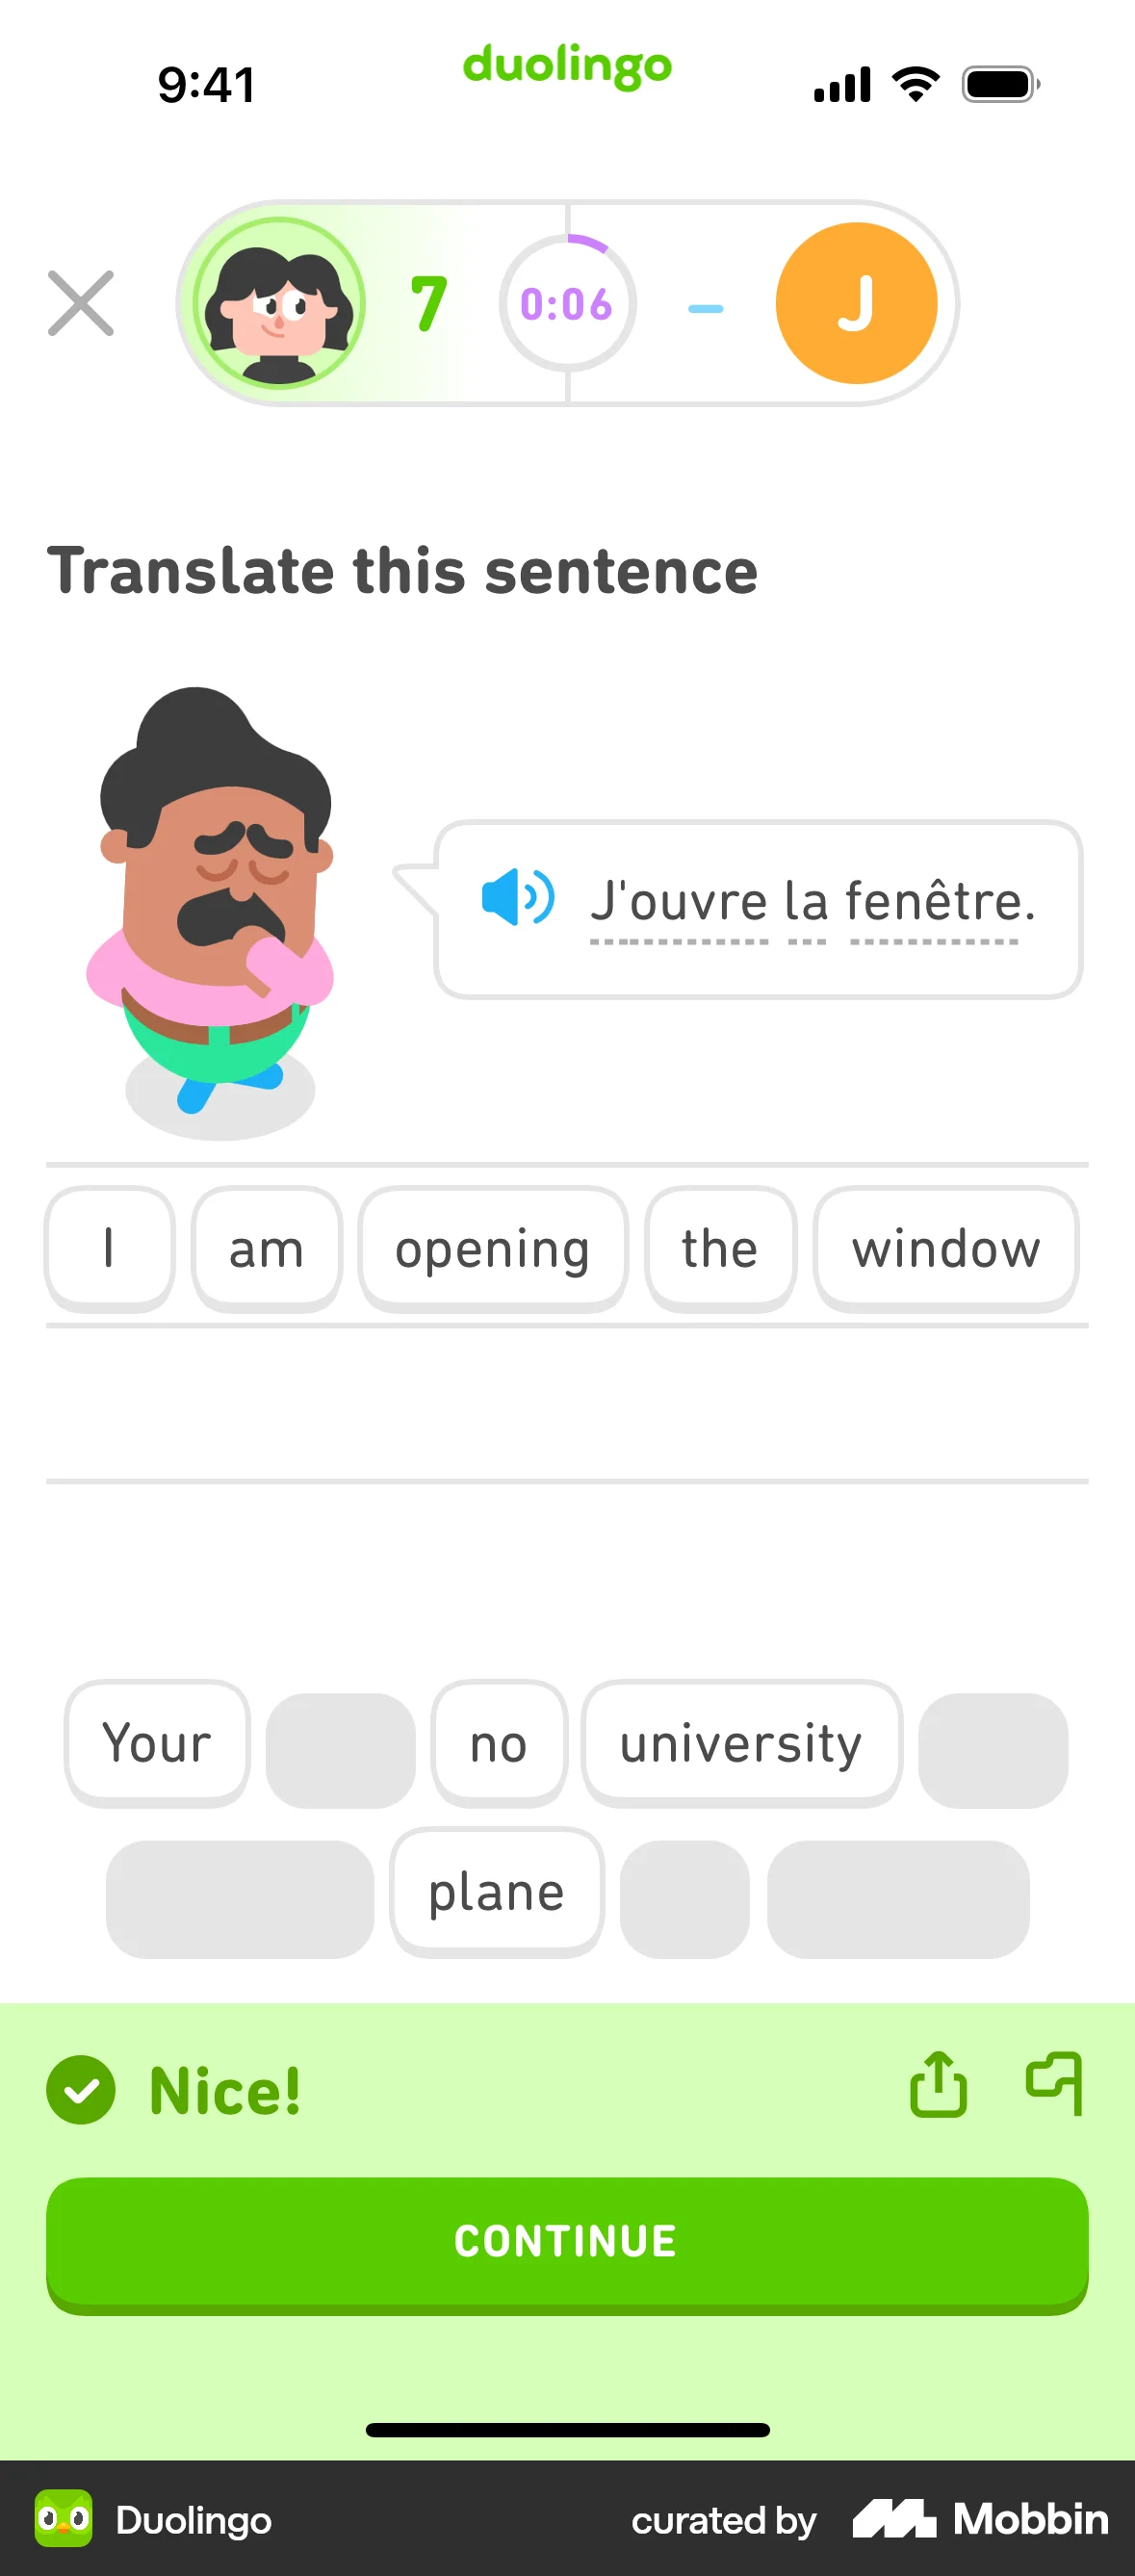 9:41
duolingo
7
0:06
-
J
Translate this sentence
J'ouvre la fenêtre.
I am opening the window
Your no university
plane
Nice!
CONTINUE
Duolingo
curated by Mobbin